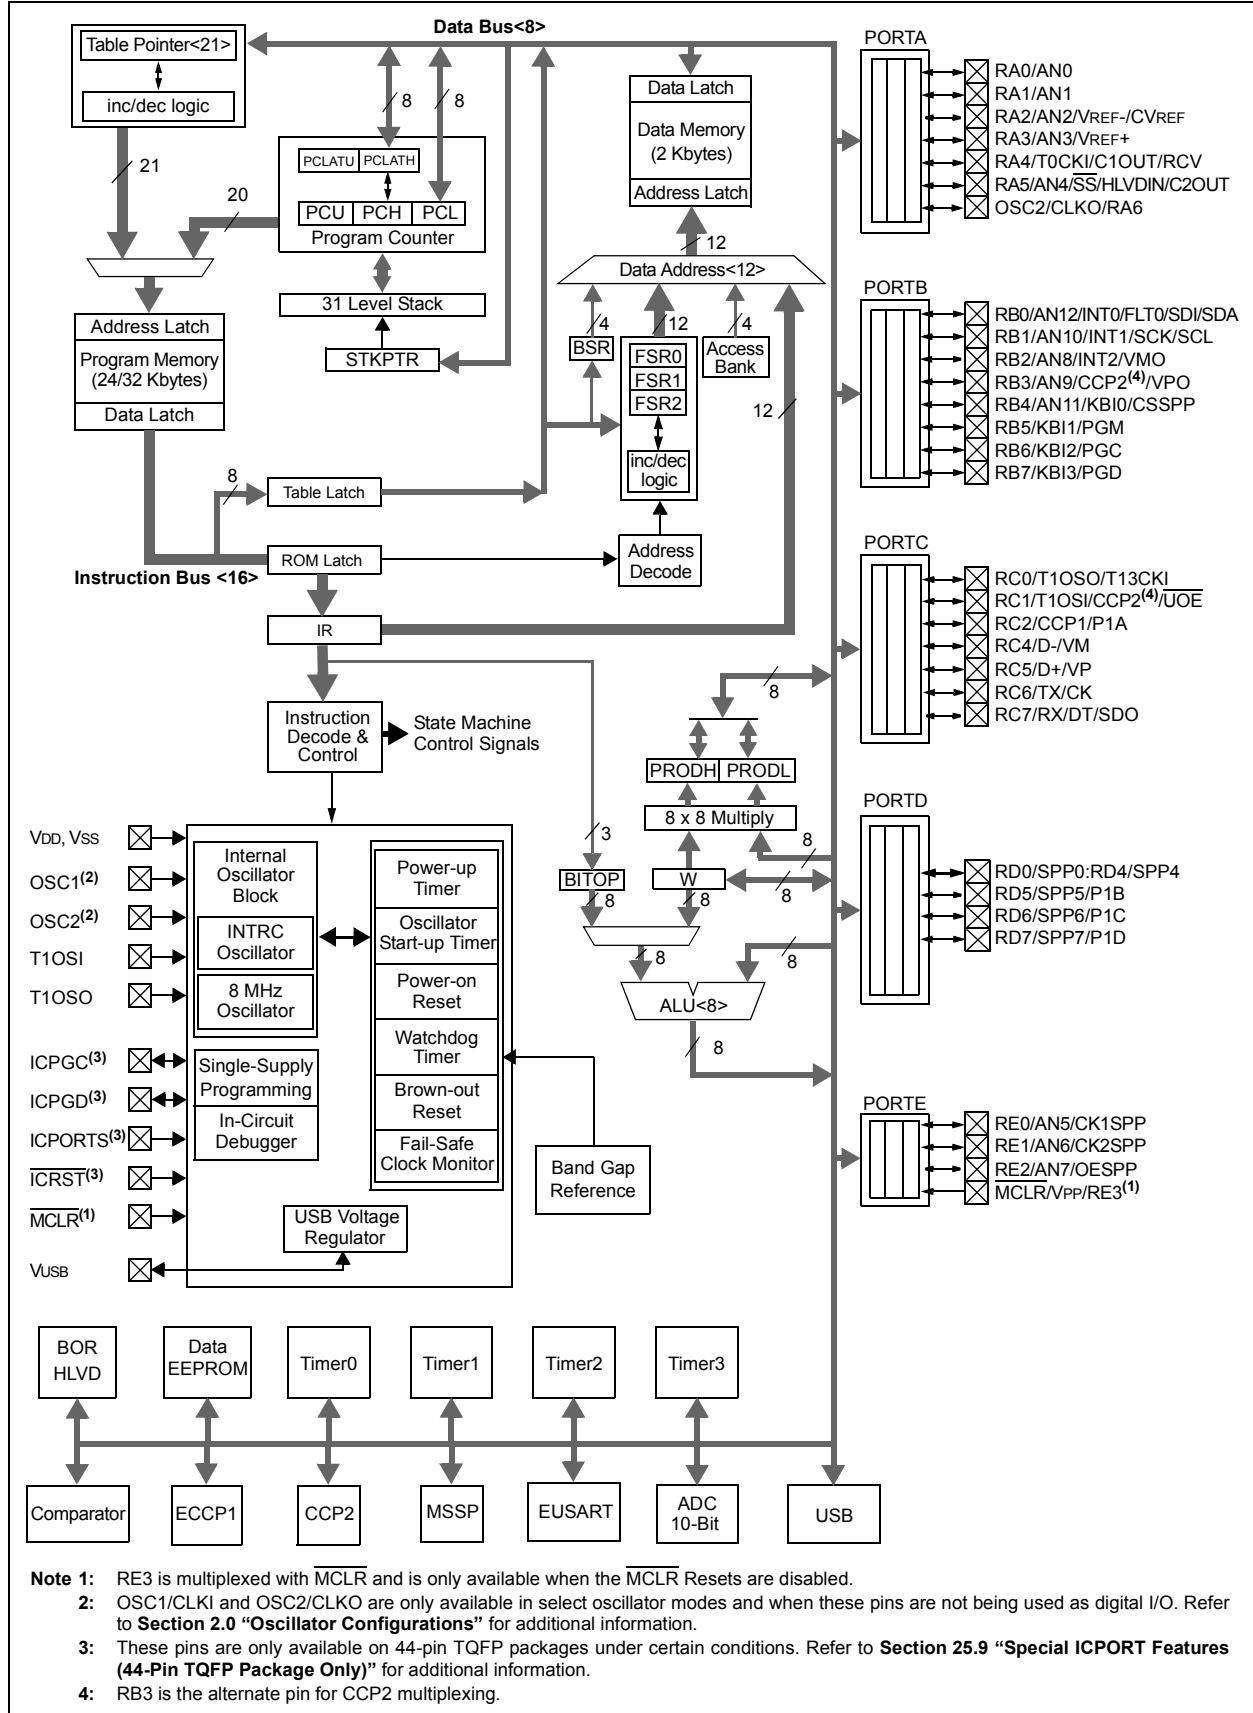 Data Bus<8>
Table Pointer<21>
inc/dec logic
21
20
8
8
PCLATU PCLATH
PCU PCH PCL
Program Counter
31 Level Stack
STKPTR
Address Latch
Program Memory
(24/32 Kbytes)
Data Latch
8
Table Latch
ROM Latch
Instruction Bus <16>
IR
Data Latch
Data Memory
(2 Kbytes)
Address Latch
12
Data Address<12>
4
12
4
BSR
FSR0
FSR1
FSR2
Access
Bank
inc/dec
logic
12
Address
Decode
Instruction
Decode &
Control
State Machine
Control Signals
8
PRODH PRODL
8 x 8 Multiply
3
8
BITOP
W
8
8
8
8
8
ALU<8>
8
VDD, VSS
OSC1(2)
OSC2(2)
T1OSI
T1OSO
ICPGC(3)
ICPGD(3)
ICPORTS(3)
ICRST(3)
MCLR(1)
VUSB
Internal
Oscillator
Block
INTRC
Oscillator
8 MHz
Oscillator
Single-Supply
Programming
In-Circuit
Debugger
Power-up
Timer
Oscillator
Start-up Timer
Power-on
Reset
Watchdog
Timer
Brown-out
Reset
Fail-Safe
Clock Monitor
USB Voltage
Regulator
Band Gap
Reference
PORTA
RA0/AN0
RA1/AN1
RA2/AN2/VREF-/CVREF
RA3/AN3/VREF+
RA4/T0CKI/C1OUT/RCV
RA5/AN4/SS/HLVDIN/C2OUT
OSC2/CLKO/RA6
PORTB
RB0/AN12/INT0/FLT0/SDI/SDA
RB1/AN10/INT1/SCK/SCL
RB2/AN8/INT2/VMO
RB3/AN9/CCP2(4)/VPO
RB4/AN11/KBI0/CSSPP
RB5/KBI1/PGM
RB6/KBI2/PGC
RB7/KBI3/PGD
PORTC
RC0/T1OSO/T13CKI
RC1/T1OSI/CCP2(4)/UOE
RC2/CCP1/P1A
RC4/D-/VM
RC5/D+/VP
RC6/TX/CK
RC7/RX/DT/SDO
PORTD
RD0/SPP0:RD4/SPP4
RD5/SPP5/P1B
RD6/SPP6/P1C
RD7/SPP7/P1D
PORTE
RE0/AN5/CK1SPP
RE1/AN6/CK2SPP
RE2/AN7/OESPP
MCLR/VPP/RE3(1)
BOR
HLVD
Data
EEPROM
Timer0
Timer1
Timer2
Timer3
Comparator
ECCP1
CCP2
MSSP
EUSART
ADC
10-Bit
USB
Note 1: RE3 is multiplexed with MCLR and is only available when the MCLR Resets are disabled.
2: OSC1/CLKI and OSC2/CLKO are only available in select oscillator modes and when these pins are not being used as digital I/O. Refer
to Section 2.0 “Oscillator Configurations” for additional information.
3: These pins are only available on 44-pin TQFP packages under certain conditions. Refer to Section 25.9 “Special ICPORT Features
(44-Pin TQFP Package Only)” for additional information.
4: RB3 is the alternate pin for CCP2 multiplexing.